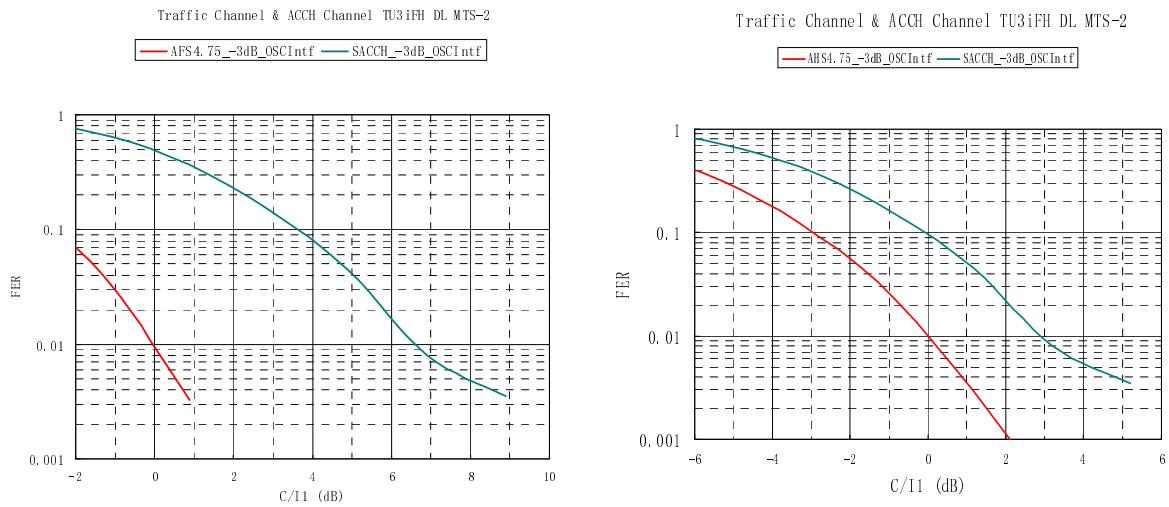 Traffic Channel & ACCH Channel TU3iFH DL MTS-2
AFS4.75_-3dB_OSCIntf SACCH_-3dB_OSCIntf
1
0.1
0.01
0.001
FER
-2 0 2 4 6 8 10
C/I1 (dB)
Traffic Channel & ACCH Channel TU3iFH DL MTS-2
AHS4.75_-3dB_OSCIntf SACCH_-3dB_OSCIntf
1
0.1
0.01
0.001
FER
-6 -4 -2 0 2 4 6
C/I1 (dB)